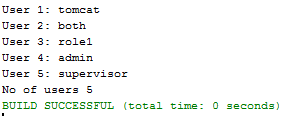 User 1: tomcat
User 2: both
User 3: role1
User 4: admin
User 5: supervisor
No of users 5
BUILD SUCCESSFUL (total time: 0 seconds)